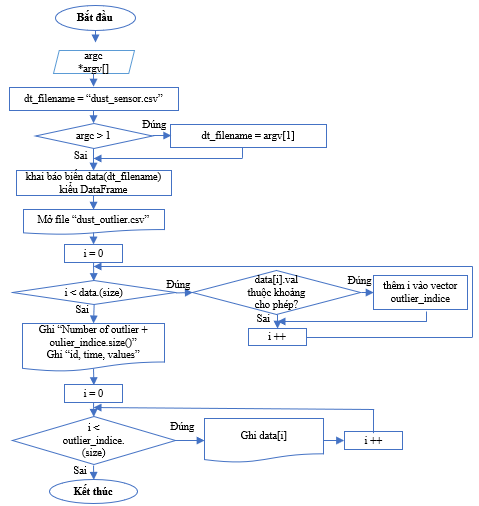 Bắt đầu
argc
*argv[]
dt_filename = “dust_sensor.csv”
argc > 1
Đúng
dt_filename = argv[1]
Sai
khai báo biến data(dt_filename)
kiểu DataFrame
Mở file “dust_outlier.csv”
i = 0
i < data.(size)
Đúng
data[i].val
thuộc khoảng
cho phép?
Đúng
thêm i vào vector
outlier_indice
Sai
Sai
i ++
Ghi “Number of outlier +
oulier_indice.size()”
Ghi “id, time, values”
i = 0
i <
outlier_indice.
(size)
Đúng
Ghi data[i]
i ++
Sai
Kết thúc